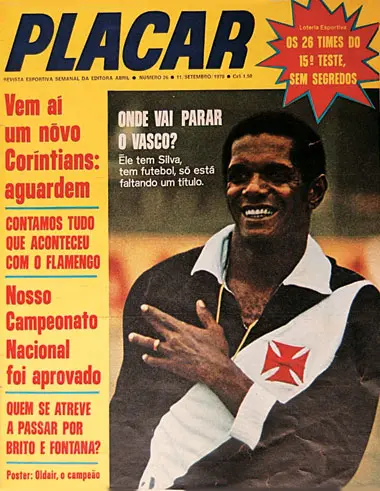 PLACAR
REVISTA ESPORTIVA SEMANAL DA EDITORA ABRIL ● NÚMERO 26 ● 11/SETEMBRO/1970 ● Cr$ 1,50
Loteria Esportiva
OS 26 TIMES DO
15º TESTE,
SEM SEGREDOS
Vem aí
um nôvo
Coríntians:
aguardem
CONTAMOS TUDO
QUE ACONTECEU
COM O FLAMENGO
Nosso
Campeonato
Nacional
foi aprovado
QUEM SE ATREVE
A PASSAR POR
BRITO E FONTANA?
Poster: Oldair, o campeão
ONDE VAI PARAR
O VASCO?
Ele tem Silva,
tem futebol, só está
faltando um título.